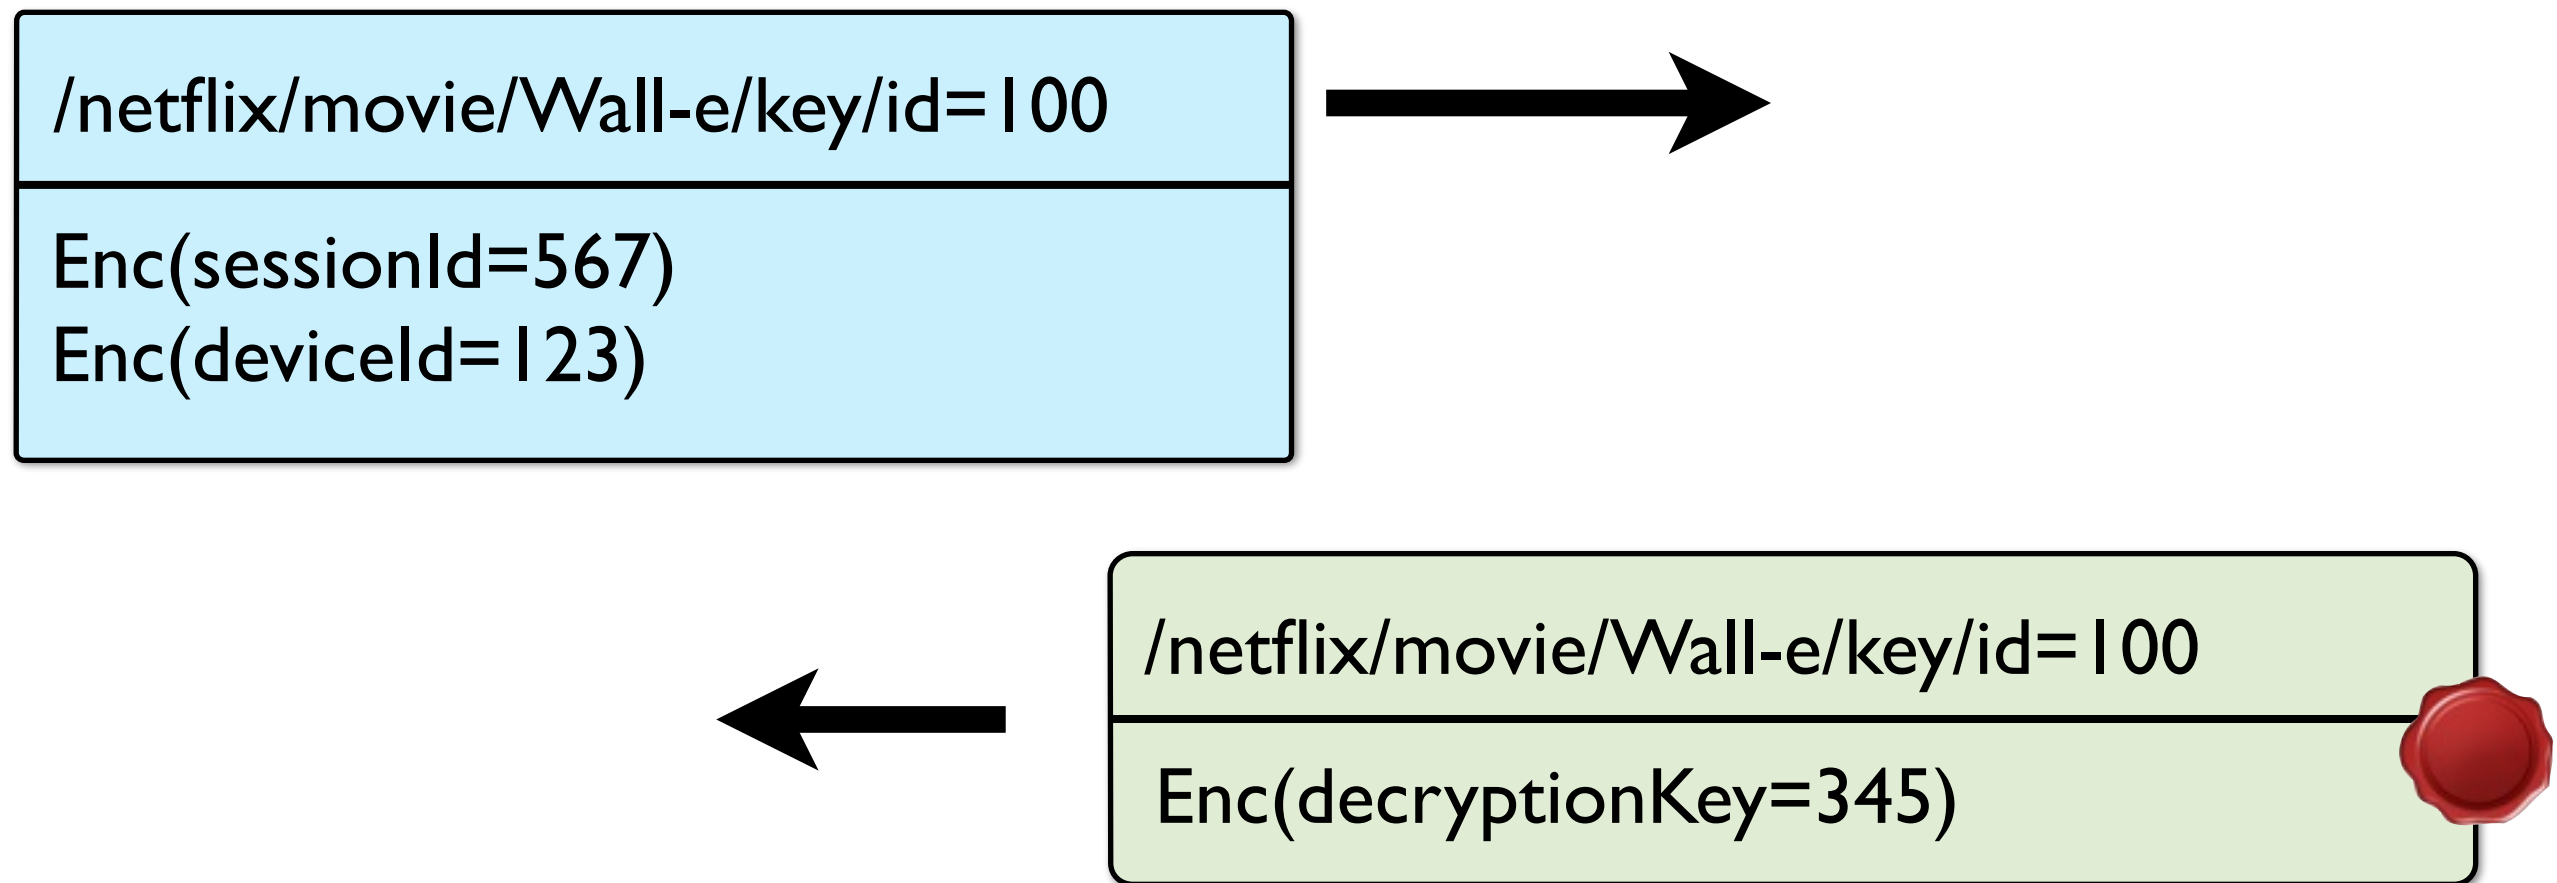 /netflix/movie/Wall-e/key/id=100
Enc(sessionId=567)
Enc(deviceId=123)
/netflix/movie/Wall-e/key/id=100
Enc(decryptionKey=345)